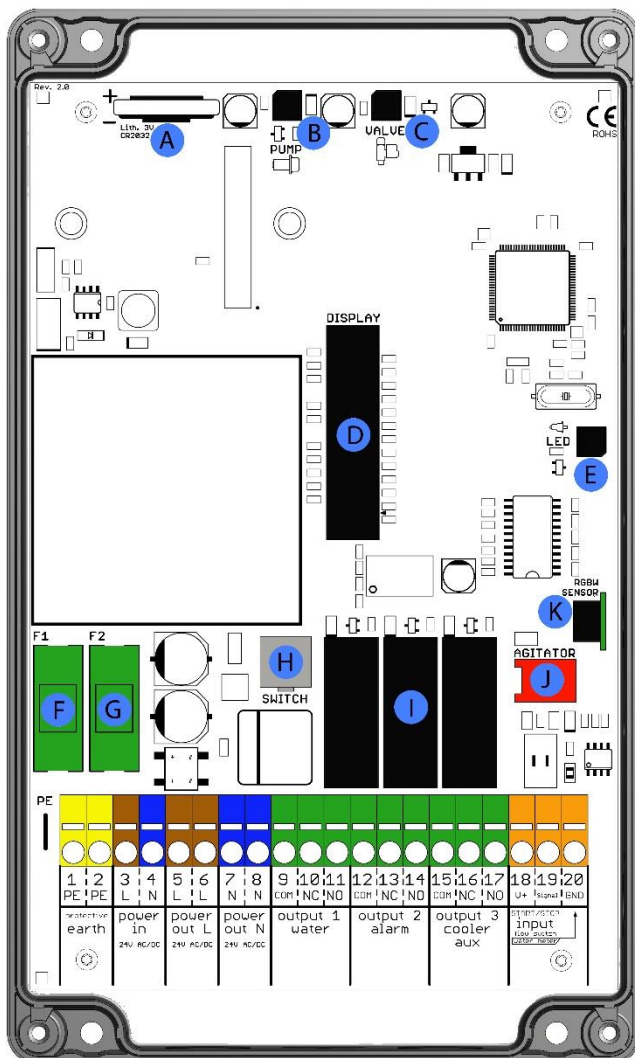 Rev. 2.0
+
-
Lith. 3V
CR2032
A
B
PUMP
C
VALVE
CE
ROHS
DISPLAY
D
LED
E
RGBW
SENSOR
K
F1
F2
F
G
H
SWITCH
I
AGITATOR
J
PE
1 2 3 4 5 6 7 8 9 10 11 12 13 14 15 16 17 18 19 20
PE PE L N L L N N COM NC NO COM NC NO COM NC NO V+ Signal GND
protective
earth
power
in
24V AC/DC
power
out L
24V AC/DC
power
out N
24V AC/DC
output 1
water
output 2
alarm
output 3
cooler
aux
START/STOP
input
flow switch
water meter